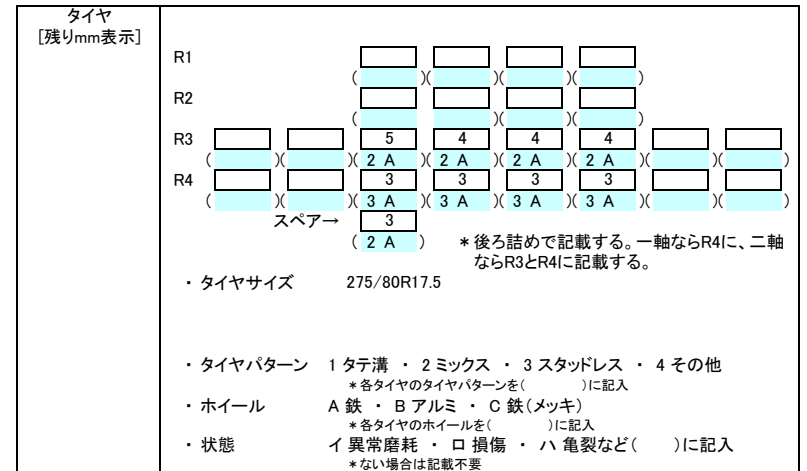 タイヤ
[残りmm表示]
R1
( )( )( )( )
R2
( )( )( )( )
R3 5 4 4 4
( )( )( 2 A )( 2 A )( 2 A )( 2 A )( )( )
R4 3 3 3 3
( )( )( 3 A )( 3 A )( 3 A )( 3 A )( )( )
スペア→ 3
( 2 A ) *後ろ詰めで記載する。一軸ならR4に、二軸
ならR3とR4に記載する。
・ タイヤサイズ 275/80R17.5
・ タイヤパターン 1 タテ溝 ・ 2 ミックス ・ 3 スタッドレス ・ 4 その他
*各タイヤのタイヤパターンを( )に記入
・ ホイール A 鉄 ・ B アルミ ・ C 鉄(メッキ)
*各タイヤのホイールを( )に記入
・ 状態 イ 異常磨耗 ・ ロ 損傷 ・ ハ 亀裂など( )に記入
*ない場合は記載不要